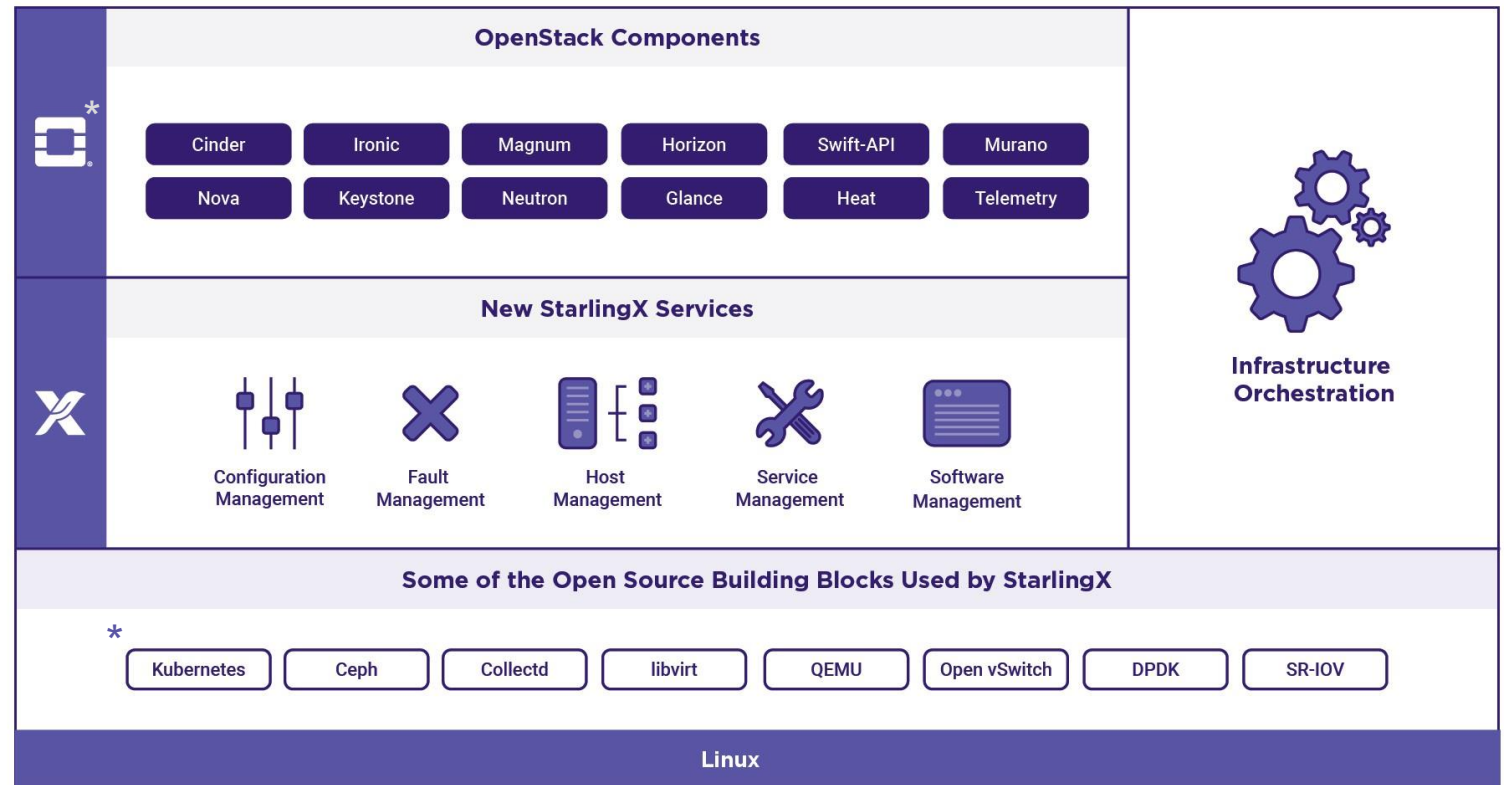 OpenStack Components
*
®
Cinder
Ironic
Magnum
Horizon
Swift-API
Murano
Nova
Keystone
Neutron
Glance
Heat
Telemetry
New StarlingX Services
Configuration
Management
Fault
Management
Host
Management
Service
Management
Software
Management
Infrastructure
Orchestration
Some of the Open Source Building Blocks Used by StarlingX
*
Kubernetes
Ceph
Collectd
libvirt
QEMU
Open vSwitch
DPDK
SR-IOV
Linux